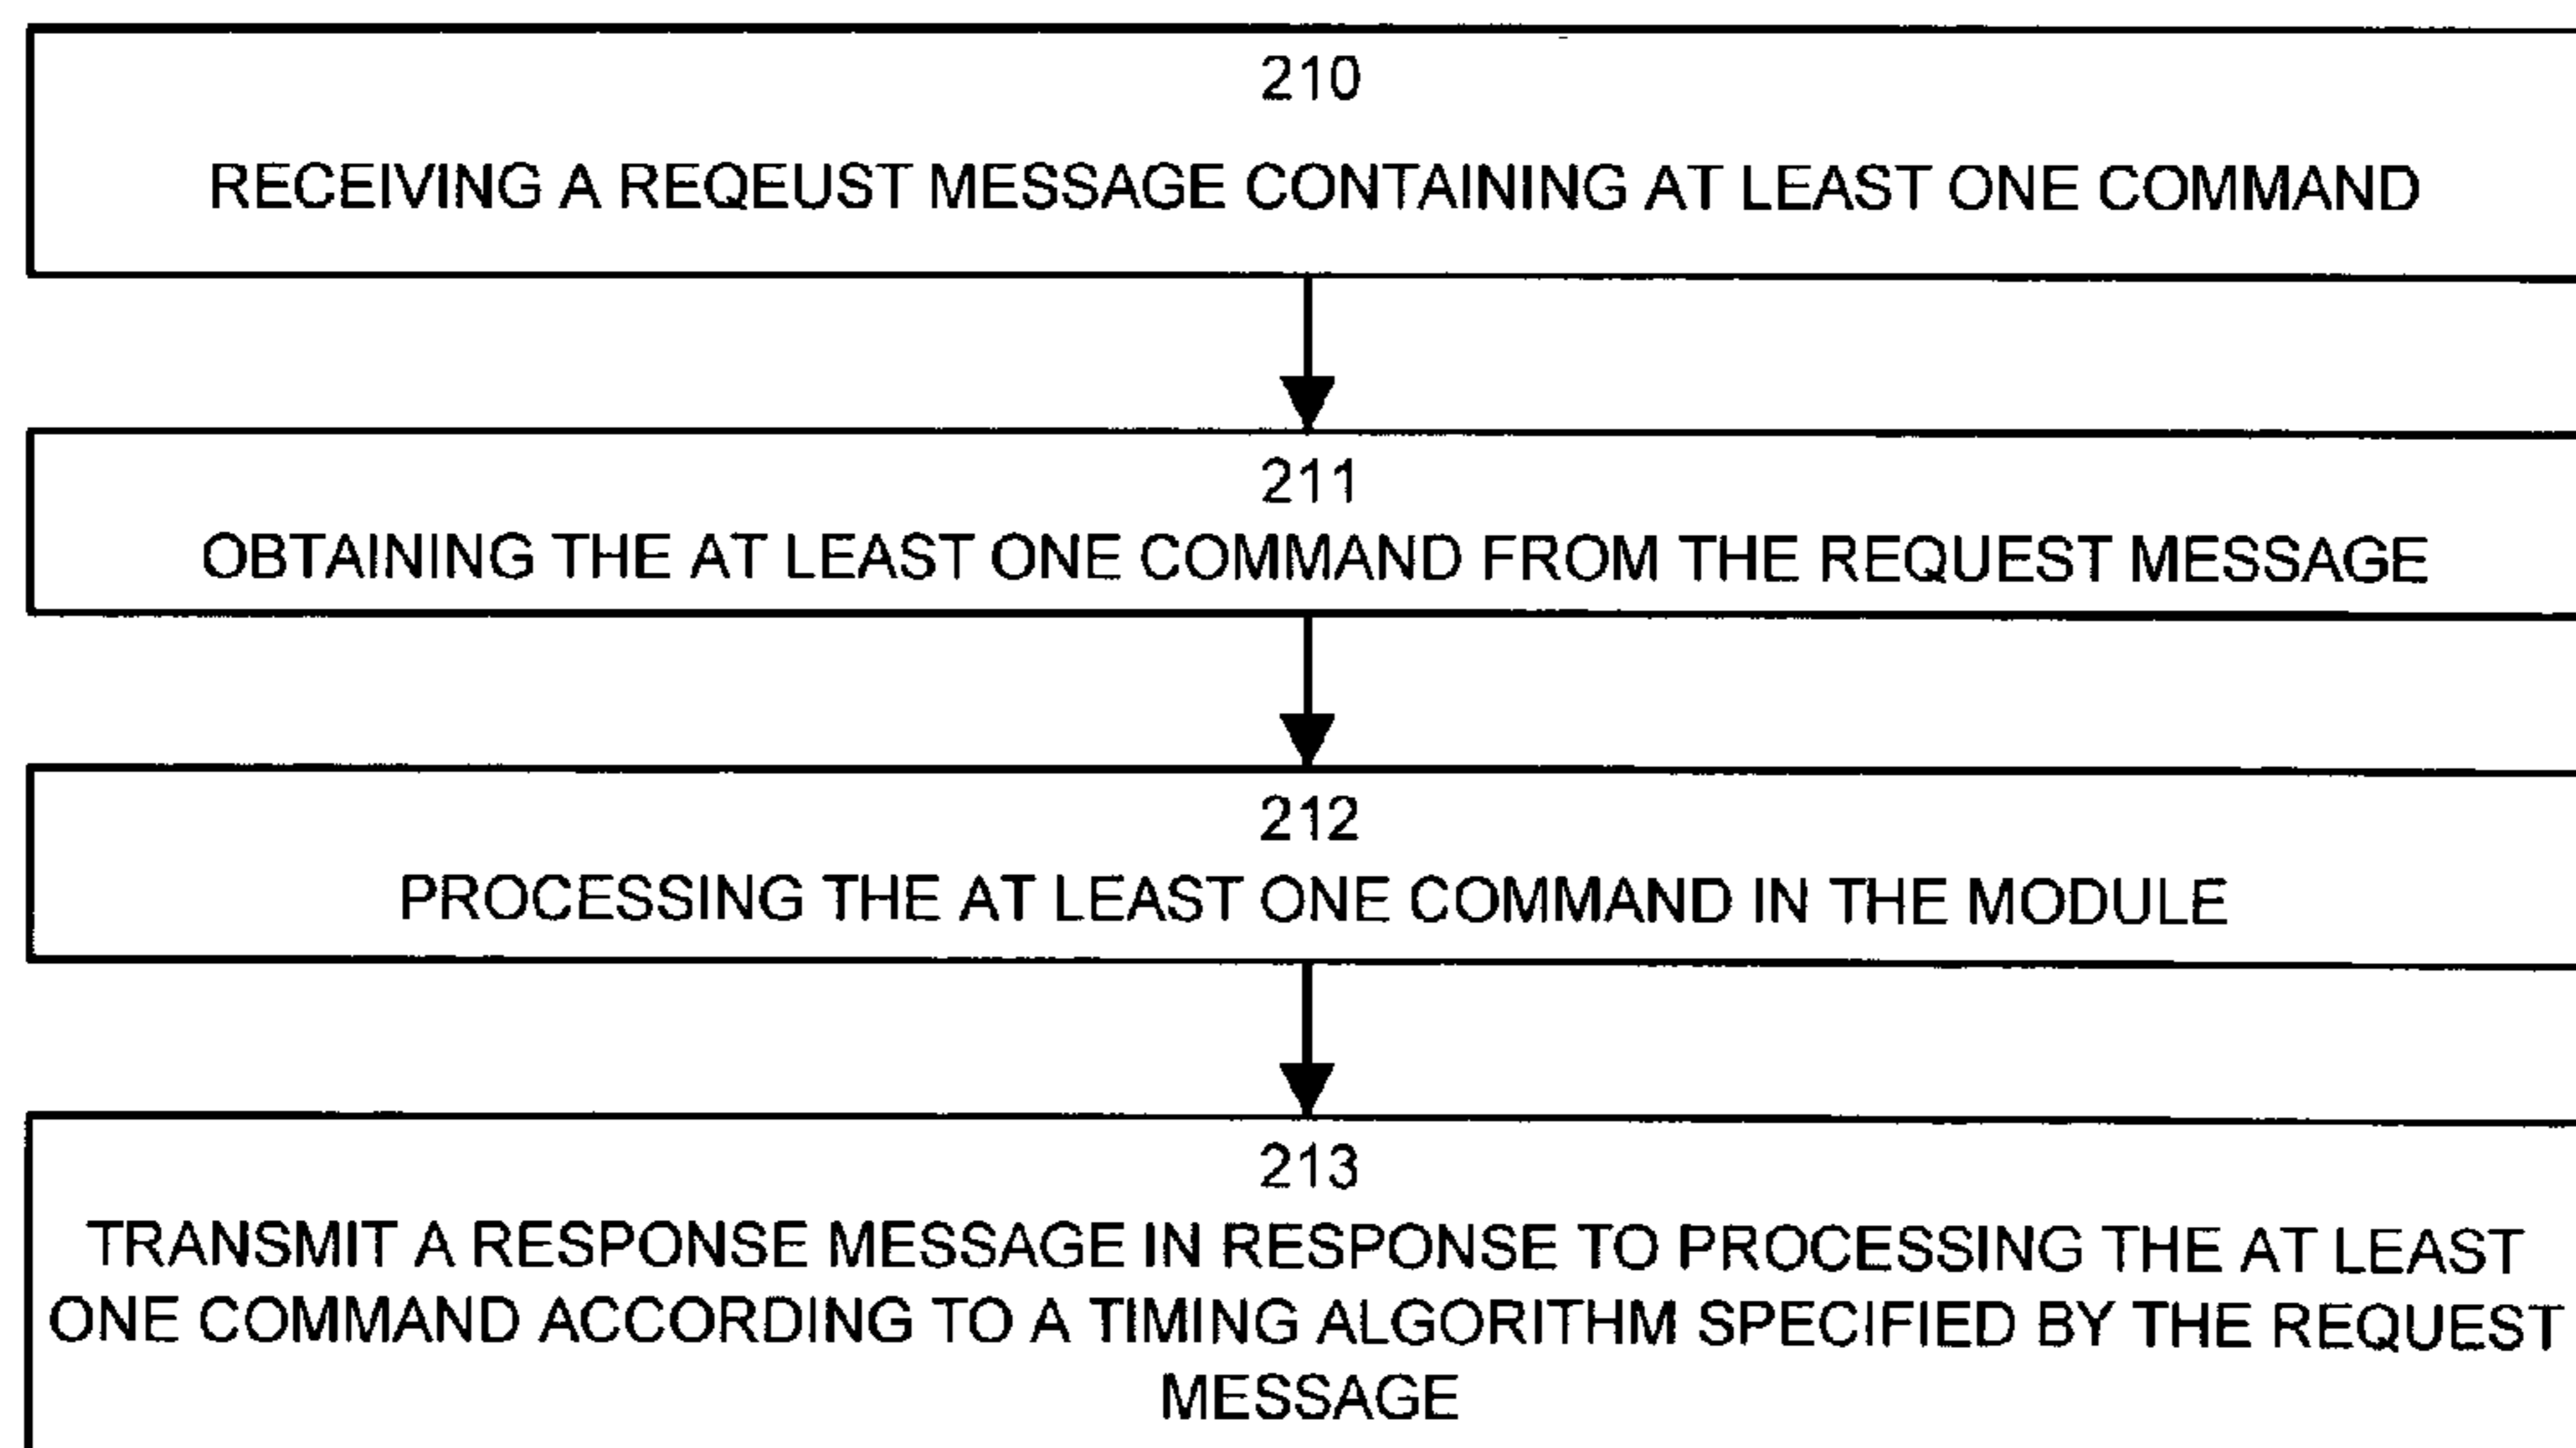 210
RECEIVING A REQEUST MESSAGE CONTAINING AT LEAST ONE COMMAND
211
OBTAINING THE AT LEAST ONE COMMAND FROM THE REQUEST MESSAGE
212
PROCESSING THE AT LEAST ONE COMMAND IN THE MODULE
213
TRANSMIT A RESPONSE MESSAGE IN RESPONSE TO PROCESSING THE AT LEAST
ONE COMMAND ACCORDING TO A TIMING ALGORITHM SPECIFIED BY THE REQUEST
MESSAGE